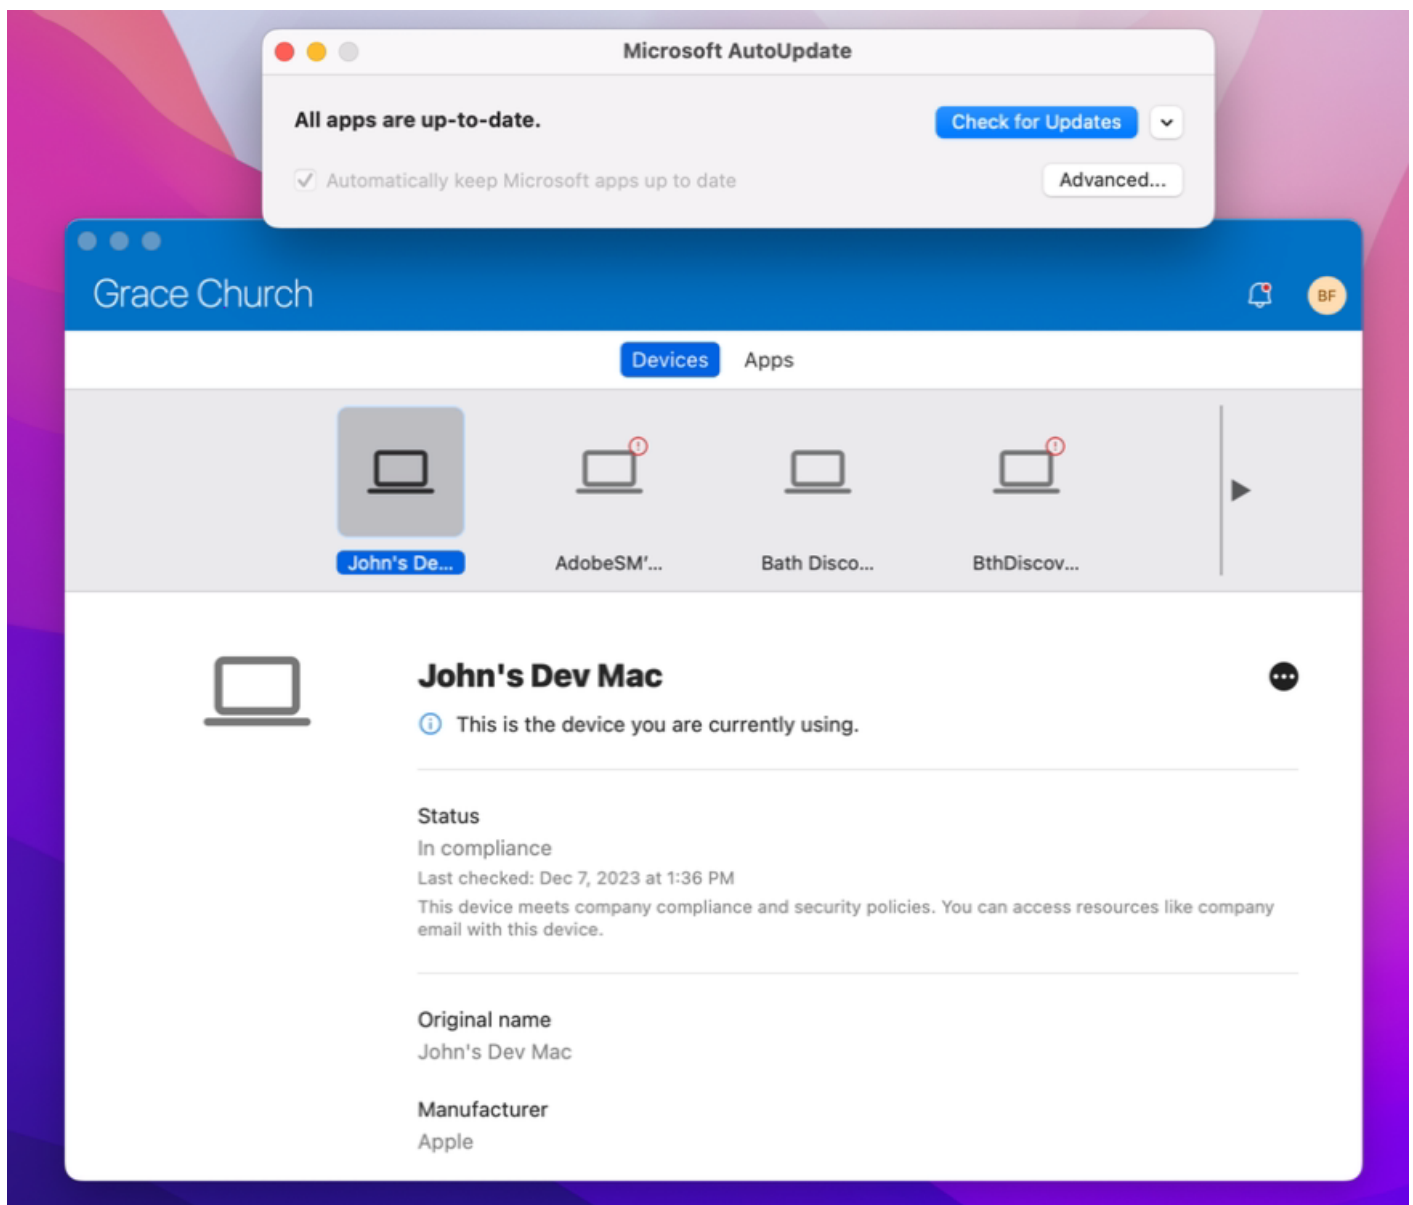 Microsoft AutoUpdate
All apps are up-to-date.
Check for Updates
Automatically keep Microsoft apps up to date
Advanced...
Grace Church
BF
Devices
Apps
John's De...
AdobeSM'...
Bath Disco...
BthDiscov...
John's Dev Mac
This is the device you are currently using.
Status
In compliance
Last checked: Dec 7, 2023 at 1:36 PM
This device meets company compliance and security policies. You can access resources like company
email with this device.
Original name
John's Dev Mac
Manufacturer
Apple